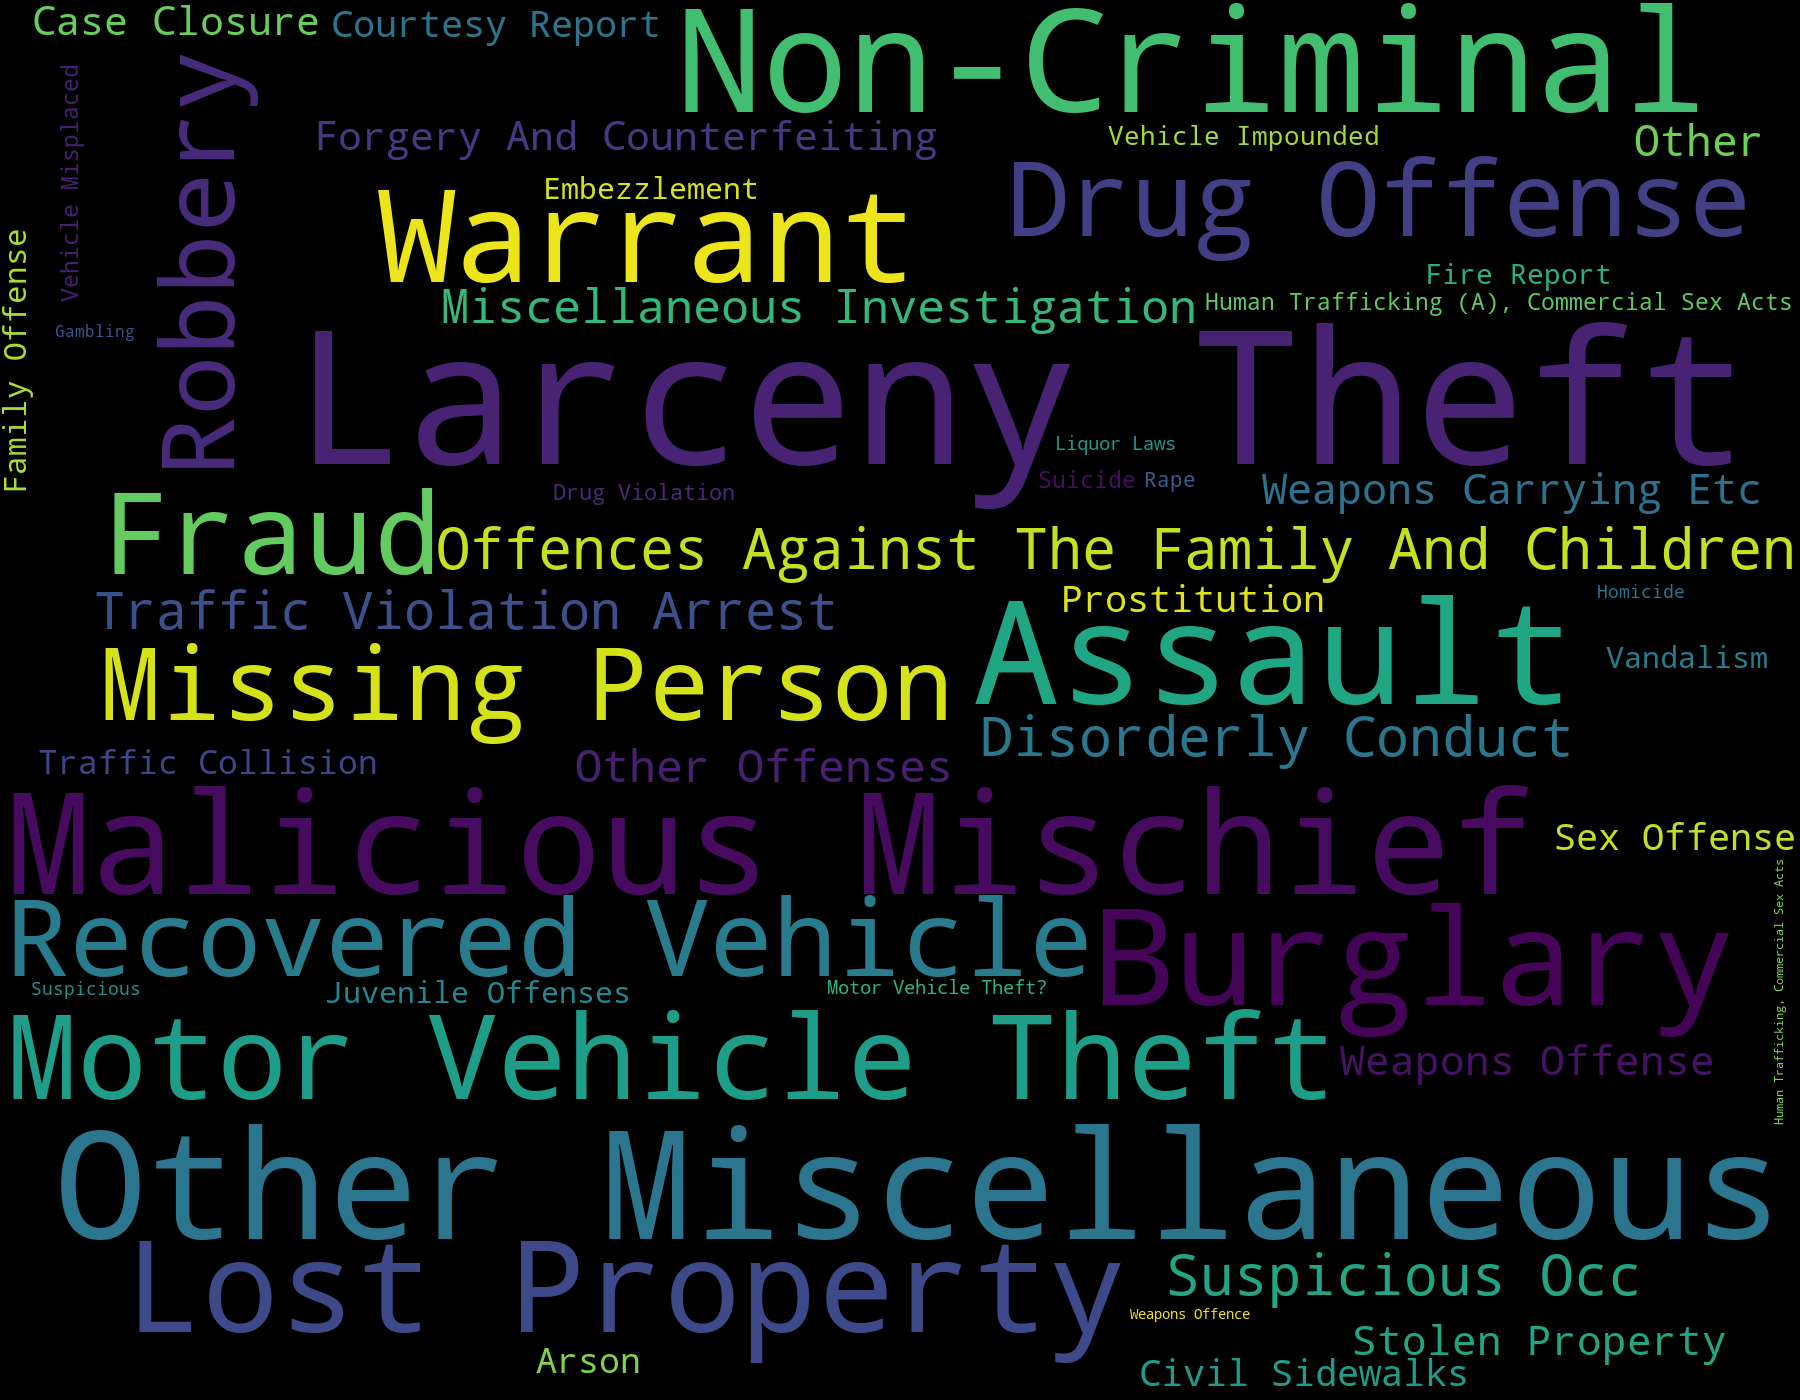 Case Closure
Courtesy Report
Non-Criminal
Vehicle Misplaced
Robbery
Forgery And Counterfeiting
Vehicle Impounded
Other
Embezzlement
Warrant
Drug Offense
Family Offense
Fire Report
Miscellaneous Investigation
Human Trafficking (A), Commercial Sex Acts
Gambling
Larceny Theft
Liquor Laws
Suicide
Rape
Drug Violation
Weapons Carrying Etc
Fraud
Offences Against The Family And Children
Traffic Violation Arrest
Prostitution
Homicide
Assault
Vandalism
Missing Person
Disorderly Conduct
Traffic Collision
Other Offenses
Malicious Mischief
Sex Offense
Recovered Vehicle
Burglary
Human Trafficking, Commercial Sex Acts
Suspicious
Juvenile Offenses
Motor Vehicle Theft?
Motor Vehicle Theft
Weapons Offense
Other Miscellaneous
Lost Property
Suspicious Occ
Weapons Offence
Stolen Property
Arson
Civil Sidewalks